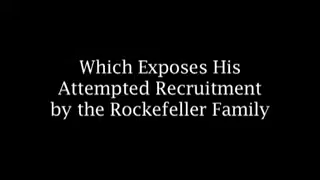 Which Exposes His
Attempted Recruitment
by the Rockefeller Family